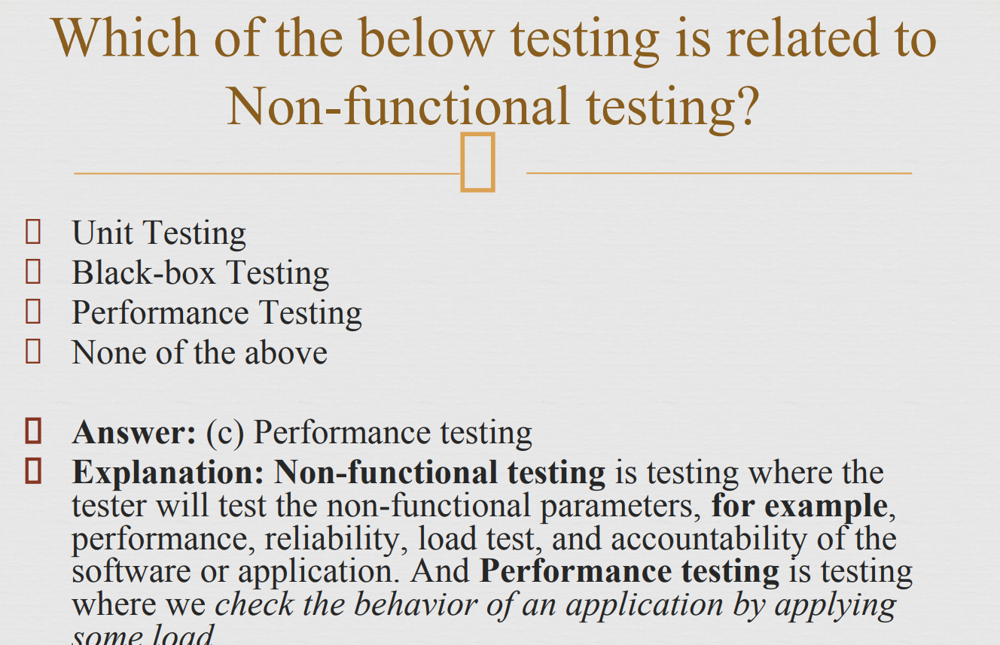 Which of the below testing is related to
Non-functional testing?
Unit Testing
Black-box Testing
Performance Testing
None of the above
Answer: (c) Performance testing
Explanation: Non-functional testing is testing where the
tester will test the non-functional parameters, for example,
performance, reliability, load test, and accountability of the
software or application. And Performance testing is testing
where we check the behavior of an application by applying
some load